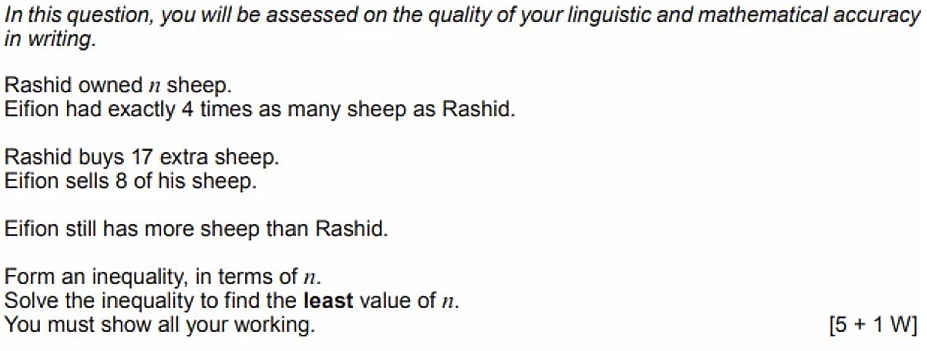 In this question, you will be assessed on the quality of your linguistic and mathematical accuracy
in writing.
Rashid owned n sheep.
Eifion had exactly 4 times as many sheep as Rashid.
Rashid buys 17 extra sheep.
Eifion sells 8 of his sheep.
Eifion still has more sheep than Rashid.
Form an inequality, in terms of n.
Solve the inequality to find the least value of n.
You must show all your working. [5 + 1 W]